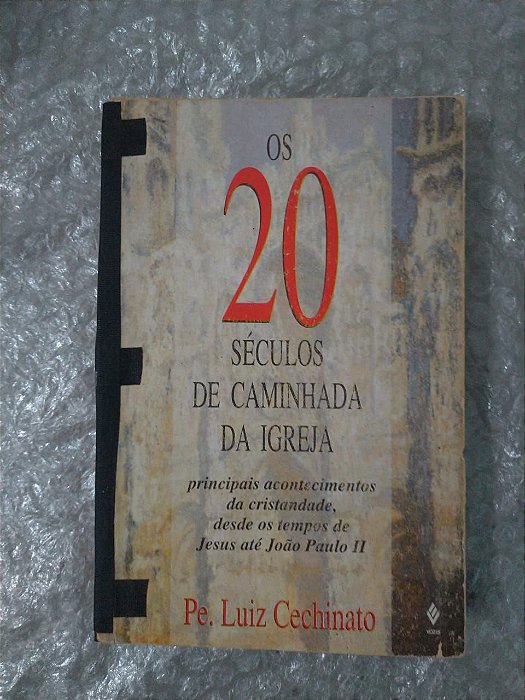 OS
20
SÉCULOS
DE CAMINHADA
DA IGREJA
principais acontecimentos
da cristandade,
desde os tempos de
Jesus até João Paulo II
Pe. Luiz Cechinato
VOZES